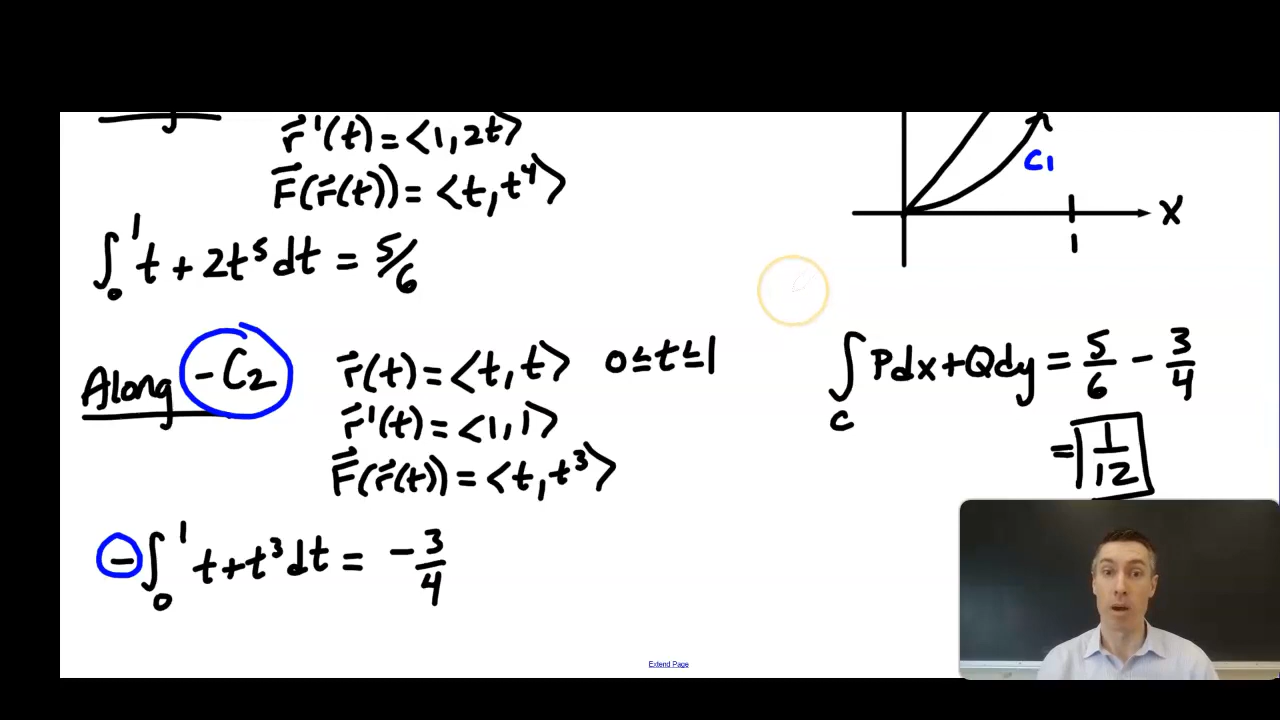 r⃗'(t) = <1, 2t>
F⃗(r⃗(t)) = <t, t⁴>
∫₀¹ t + 2t⁵ dt = 5/6
C1
X
1
Along -C₂
r⃗(t) = <t, t> 0≤t≤1
r⃗'(t) = <1, 1>
F⃗(r⃗(t)) = <t, t³>
-∫₀¹ t + t³ dt = -3/4
∫_C Pdx + Qdy = 5/6 - 3/4
= 1/12
Extend Page